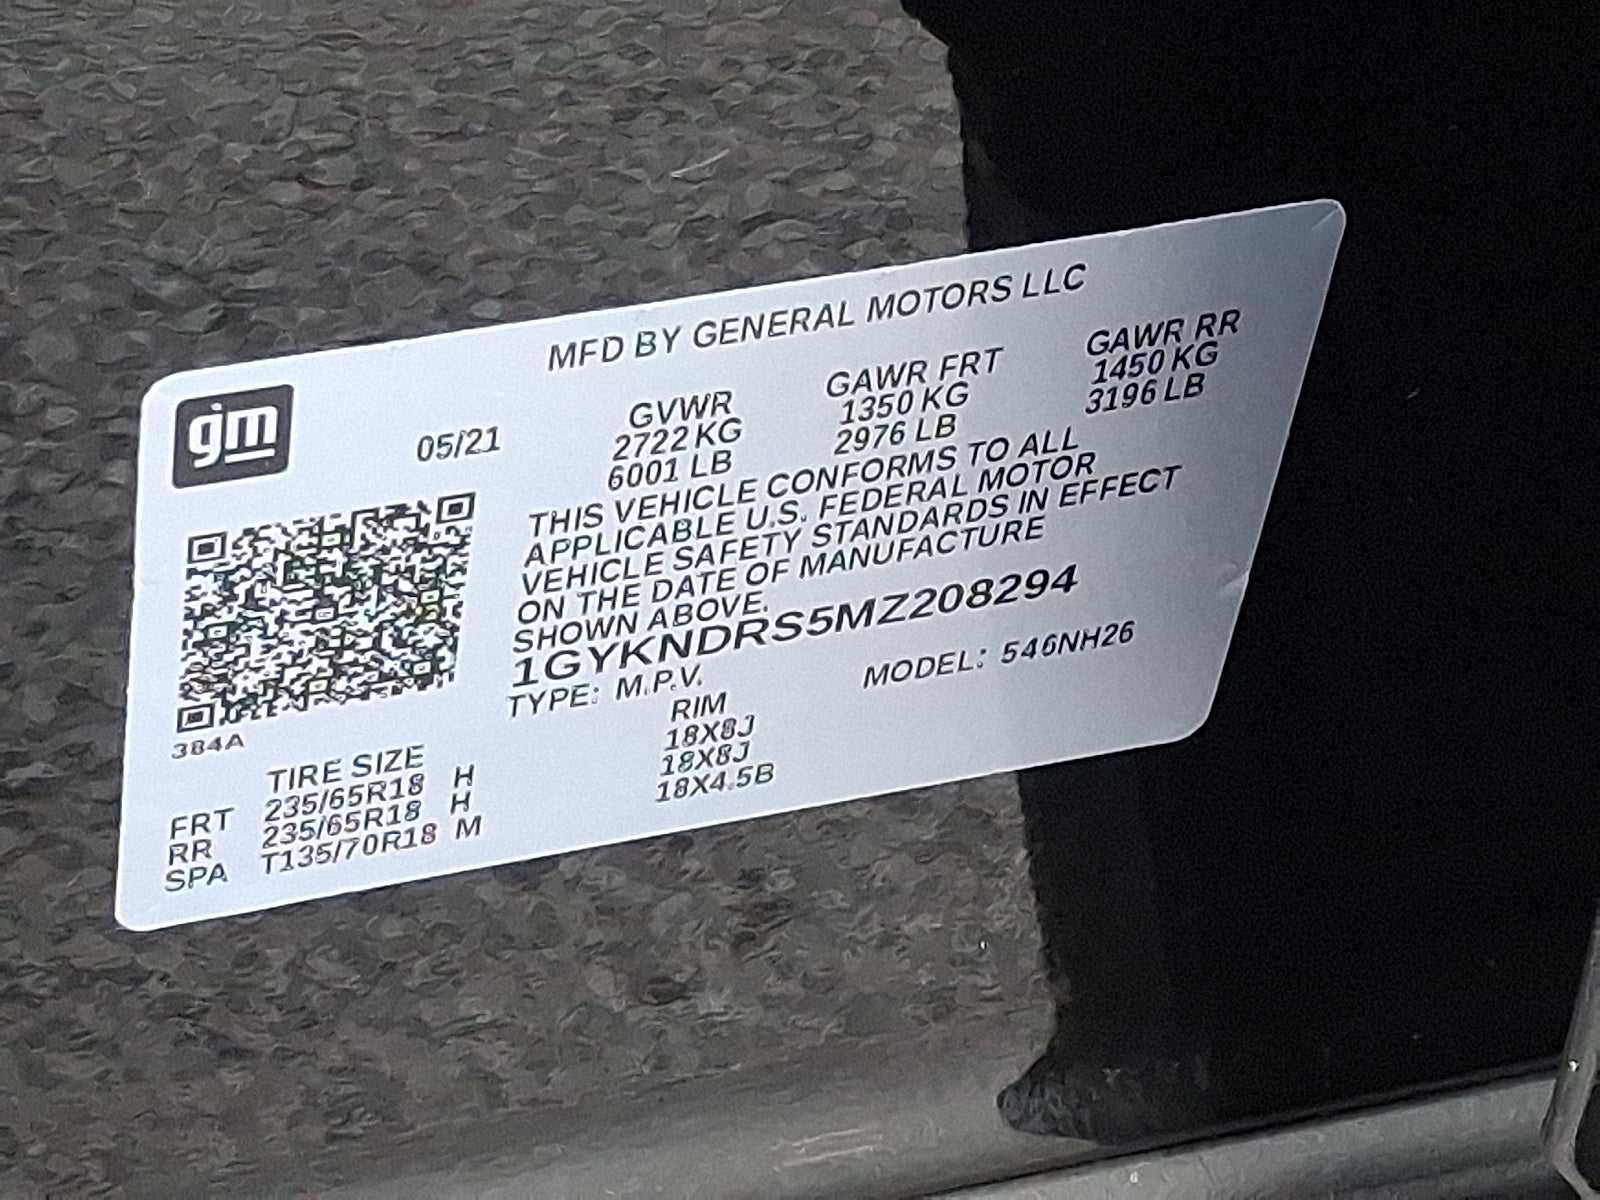 MFD BY GENERAL MOTORS LLC
gm
05/21
GVWR
2722 KG
6001 LB
GAWR FRT
1350 KG
2976 LB
GAWR RR
1450 KG
3196 LB
THIS VEHICLE CONFORMS TO ALL
APPLICABLE U.S. FEDERAL MOTOR
VEHICLE SAFETY STANDARDS IN EFFECT
ON THE DATE OF MANUFACTURE
SHOWN ABOVE.
1GYKNDRS5MZ208294
TYPE: M.P.V. MODEL: 546NH26
384A
TIRE SIZE RIM
FRT 235/65R18 H 18X8J
RR 235/65R18 H 18X8J
SPA T135/70R18 M 18X4.5B